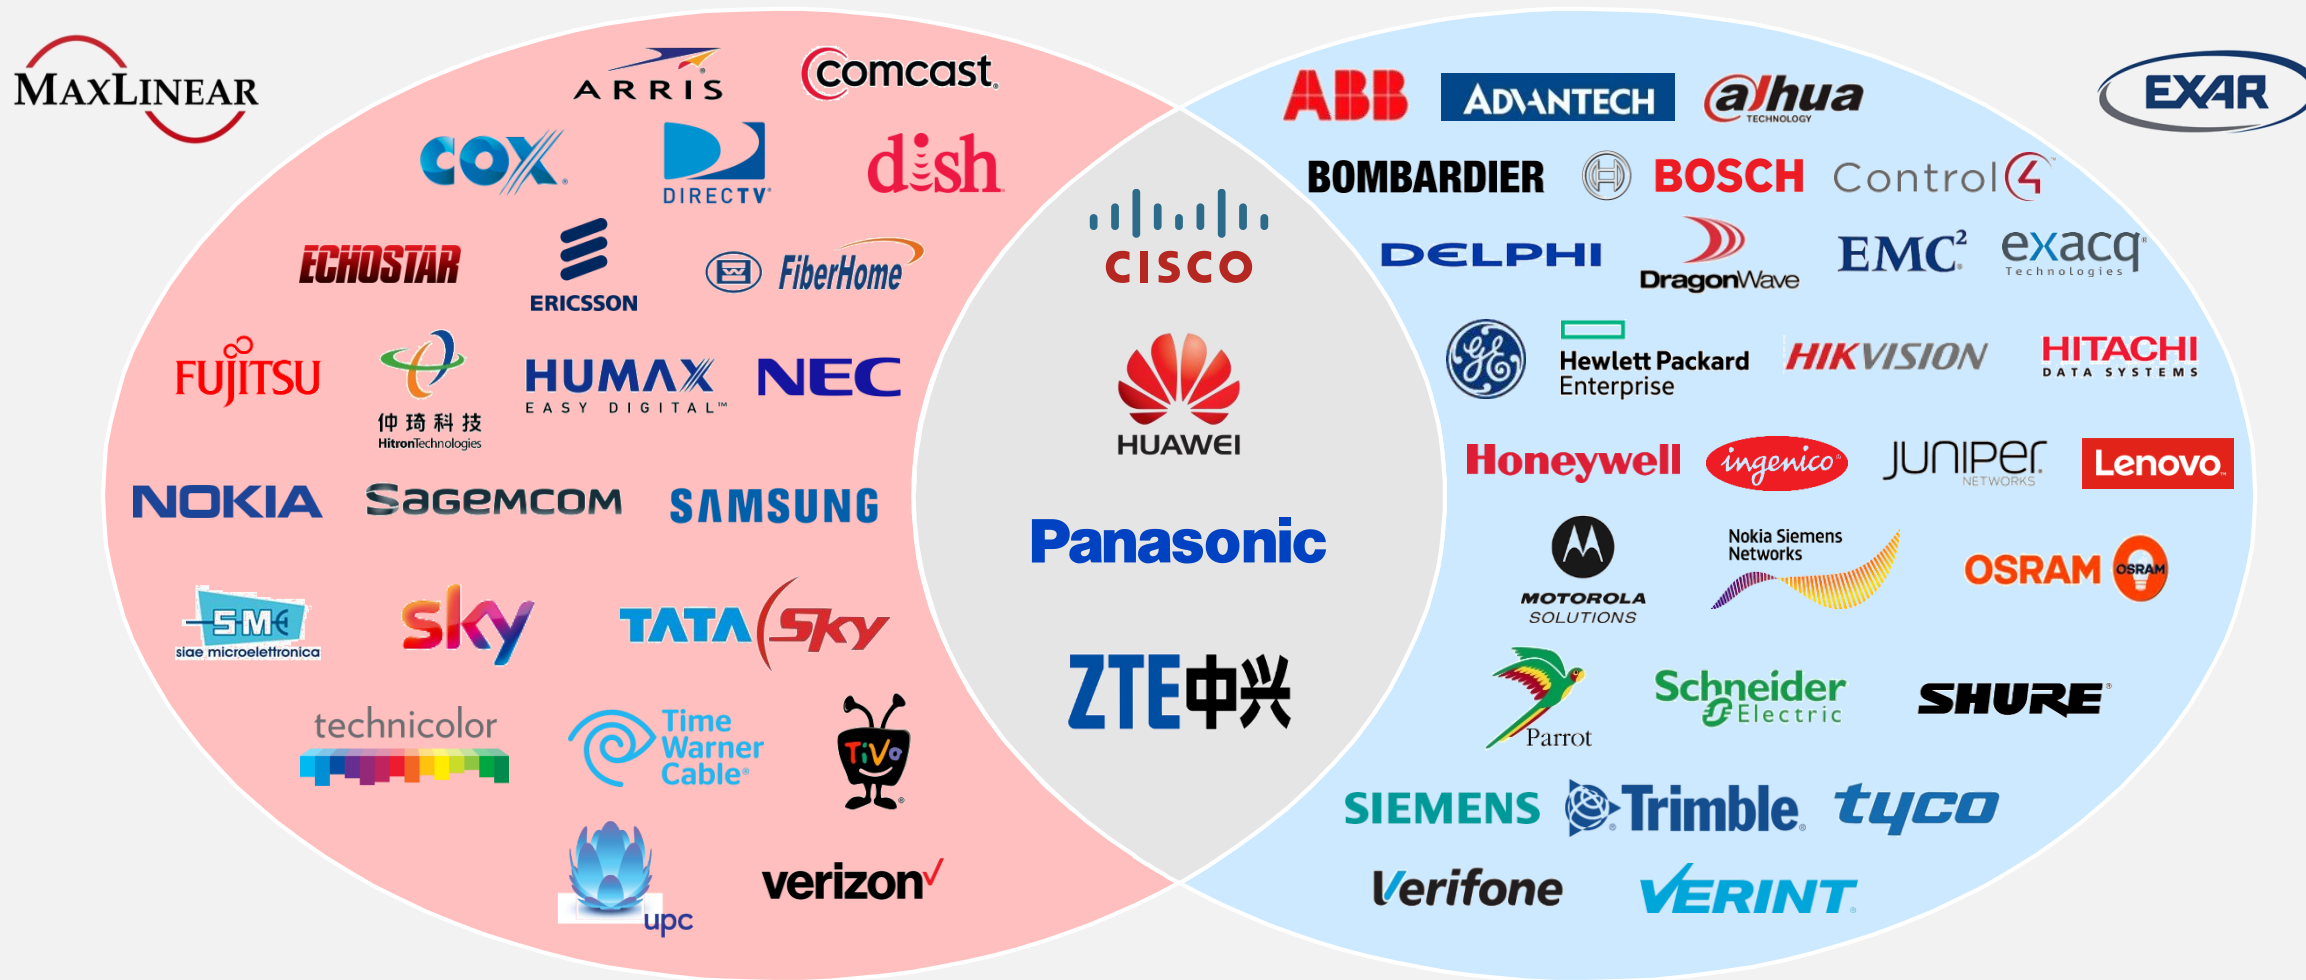 MAXLINEAR
ARRIS
Comcast®
COX®
DIRECTV®
dish
ECHOSTAR
ERICSSON
FiberHome
FUJITSU
仲琦科技
HitronTechnologies
HUMAX
EASY DIGITAL™
NEC
NOKIA
SAGEMCOM
SAMSUNG
SME
siae microelettronica
sky
TATA Sky
technicolor
Time
Warner
Cable®
TiVo®
upc
verizon
CISCO
HUAWEI
Panasonic
ZTE中兴
EXAR
ABB
ADVANTECH
alhua
TECHNOLOGY
BOMBARDIER
BOSCH
Control4™
DELPHI
DragonWave
EMC²
exacq
Technologies
GE
Hewlett Packard
Enterprise
HIKVISION
HITACHI
DATA SYSTEMS
Honeywell
ingenico®
JUNIPER
NETWORKS
Lenovo
MOTOROLA
SOLUTIONS
Nokia Siemens
Networks
OSRAM
OSRAM
Parrot
Schneider
Electric
SHURE®
SIEMENS
Trimble
tyco
Verifone
VERINT